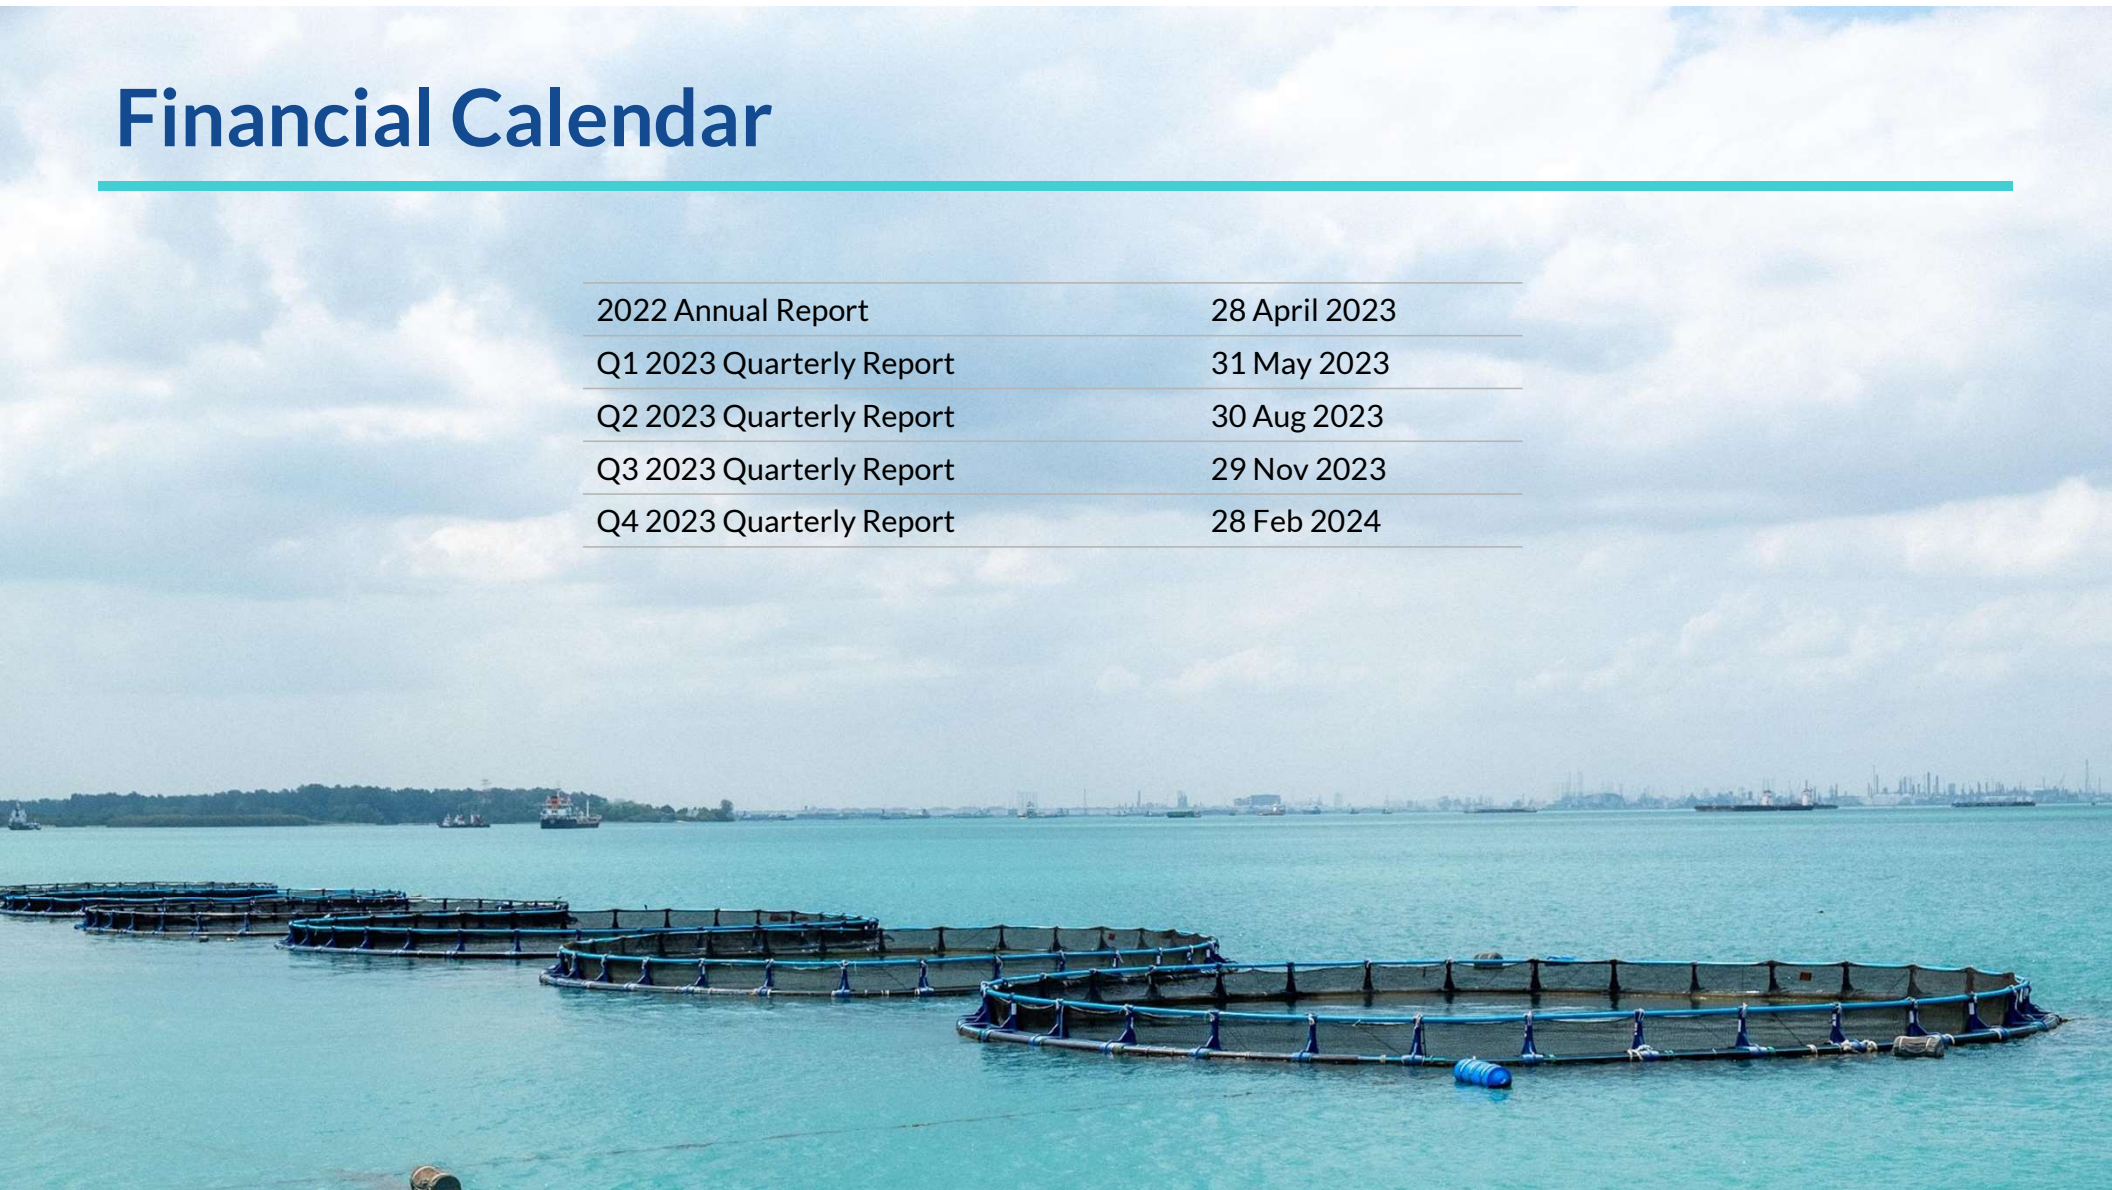 Financial Calendar
2022 Annual Report 28 April 2023
Q1 2023 Quarterly Report 31 May 2023
Q2 2023 Quarterly Report 30 Aug 2023
Q3 2023 Quarterly Report 29 Nov 2023
Q4 2023 Quarterly Report 28 Feb 2024